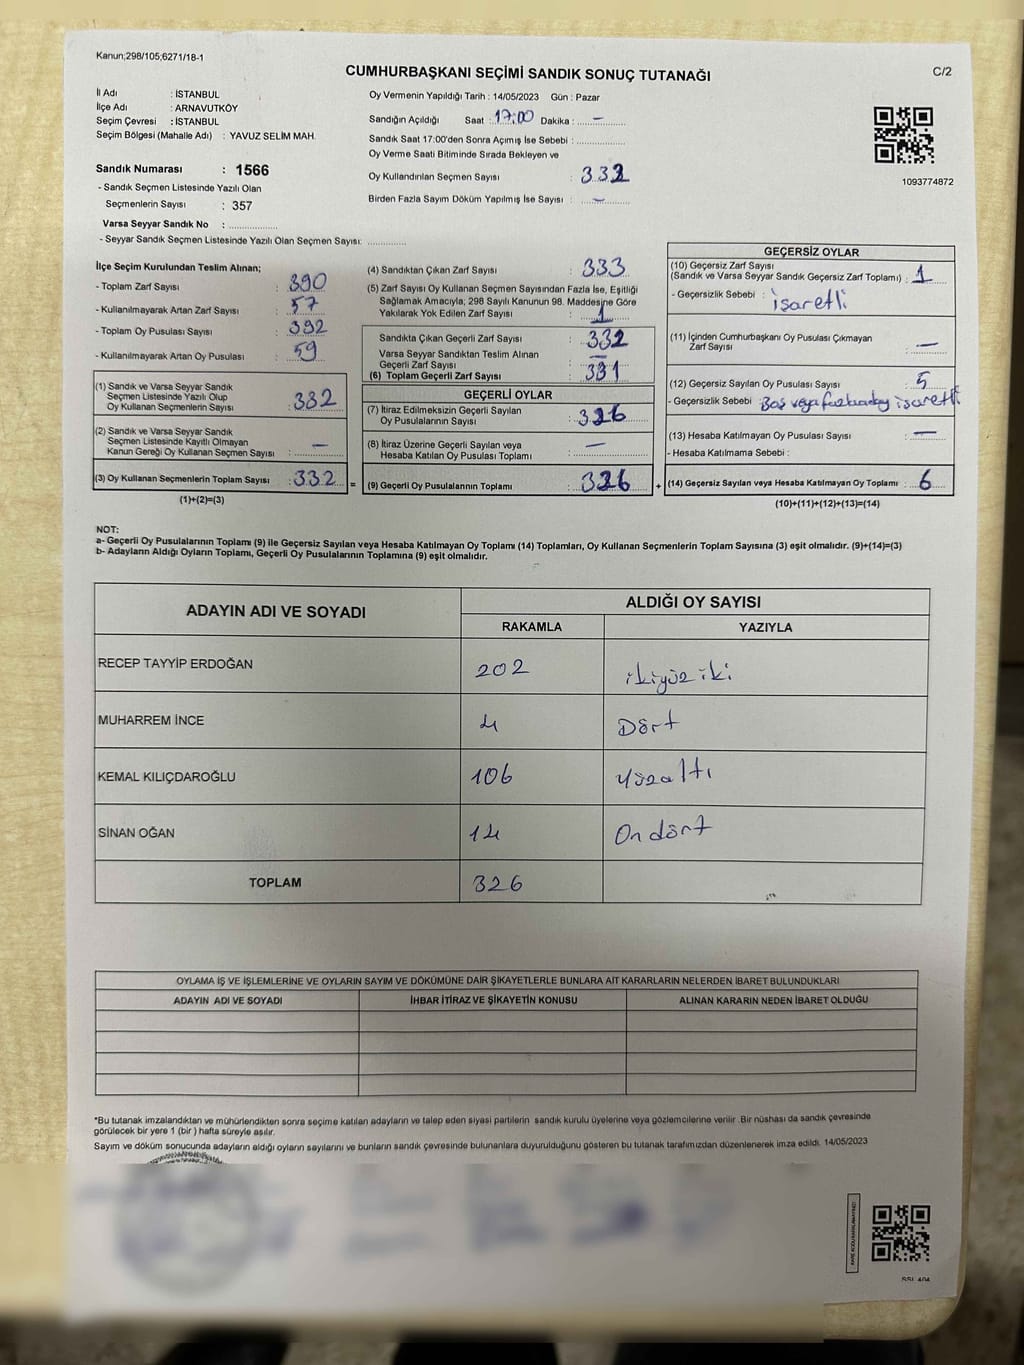 Kanun;298/105;6271/18-1
CUMHURBAŞKANI SEÇİMİ SANDIK SONUÇ TUTANAĞI
C/2
İl Adı : İSTANBUL
İlçe Adı : ARNAVUTKÖY
Seçim Çevresi : İSTANBUL
Seçim Bölgesi (Mahalle Adı) : YAVUZ SELİM MAH.
Sandık Numarası : 1566
- Sandık Seçmen Listesinde Yazılı Olan
Seçmenlerin Sayısı : 357
Varsa Seyyar Sandık No : ................
- Seyyar Sandık Seçmen Listesinde Yazılı Olan Seçmen Sayısı: .............
Oy Vermenin Yapıldığı Tarih : 14/05/2023 Gün : Pazar
Sandığın Açıldığı Saat : 17:00 Dakika : —
Sandık Saat 17:00'den Sonra Açımış İse Sebebi : ................
Oy Verme Saati Bitiminde Sırada Bekleyen ve
Oy Kullandırılan Seçmen Sayısı : 332
Birden Fazla Sayım Döküm Yapılmış İse Sayısı : —
1093774872
İlçe Seçim Kurulundan Teslim Alınan;
- Toplam Zarf Sayısı : 390
- Kullanılmayarak Artan Zarf Sayısı : 57
- Toplam Oy Pusulası Sayısı : 392
- Kullanılmayarak Artan Oy Pusulası : 59
(1) Sandık ve Varsa Seyyar Sandık
Seçmen Listesinde Yazılı Olup
Oy Kullanan Seçmenlerin Sayısı : 332
(2) Sandık ve Varsa Seyyar Sandık
Seçmen Listesinde Kayıtlı Olmayan
Kanun Gereği Oy Kullanan Seçmen Sayısı : —
(3) Oy Kullanan Seçmenlerin Toplam Sayısı : 332 =
(1)+(2)=(3)
(4) Sandıktan Çıkan Zarf Sayısı : 333
(5) Zarf Sayısı Oy Kullanan Seçmen Sayısından Fazla İse, Eşitliği
Sağlamak Amacıyla, 298 Sayılı Kanunun 98. Maddesine Göre
Yakılarak Yok Edilen Zarf Sayısı : 1
Sandıkta Çıkan Geçerli Zarf Sayısı : 332
Varsa Seyyar Sandıktan Teslim Alınan
Geçerli Zarf Sayısı : —
(6) Toplam Geçerli Zarf Sayısı : 331
GEÇERLİ OYLAR
(7) İtiraz Edilmeksizin Geçerli Sayılan
Oy Pusulalarının Sayısı : 326
(8) İtiraz Üzerine Geçerli Sayılan veya
Hesaba Katılan Oy Pusulası Toplamı : —
(9) Geçerli Oy Pusulalarının Toplamı : 326 +
GEÇERSİZ OYLAR
(10) Geçersiz Zarf Sayısı
(Sandık ve Varsa Seyyar Sandık Geçersiz Zarf Toplamı) : 1
- Geçersizlik Sebebi : işaretli
(11) İçinden Cumhurbaşkanı Oy Pusulası Çıkmayan
Zarf Sayısı : —
(12) Geçersiz Sayılan Oy Pusulası Sayısı : 5
- Geçersizlik Sebebi : Boş veya işaretli
(13) Hesaba Katılmayan Oy Pusulası Sayısı : —
- Hesaba Katılmama Sebebi :
(14) Geçersiz Sayılan veya Hesaba Katılmayan Oy Toplamı : 6
(10)+(11)+(12)+(13)=(14)
NOT:
a- Geçerli Oy Pusulalarının Toplamı (9) ile Geçersiz Sayılan veya Hesaba Katılmayan Oy Toplamı (14) Toplamları, Oy Kullanan Seçmenlerin Toplam Sayısına (3) eşit olmalıdır. (9)+(14)=(3)
b- Adayların Aldığı Oyların Toplamı, Geçerli Oy Pusulalarının Toplamına (9) eşit olmalıdır.
ADAYIN ADI VE SOYADI
ALDIĞI OY SAYISI
RAKAMLA YAZIYLA
RECEP TAYYİP ERDOĞAN 202 ikiyüz iki
MUHARREM İNCE 4 Dört
KEMAL KILIÇDAROĞLU 106 Yüzaltı
SİNAN OĞAN 14 On dört
TOPLAM 326
OYLAMA İŞ VE İŞLEMLERİNE VE OYLARIN SAYIM VE DÖKÜMÜNE DAİR ŞİKAYETLERLE BUNLARA AİT KARARLARIN NELERDEN İBARET BULUNDUKLARI
ADAYIN ADI VE SOYADI İHBAR İTİRAZ VE ŞİKAYETİN KONUSU ALINAN KARARIN NEDEN İBARET OLDUĞU
*Bu tutanak imzalandıktan ve mühürlendikten sonra seçime katılan adayların ve talep eden siyasi partilerin sandık kurulu üyelerine veya gözlemcilerine verilir. Bir nüshası da sandık çevresinde
görülecek bir yere 1 (bir ) hafta süreyle asılır.
Sayım ve döküm sonucunda adayların aldığı oyların sayılarını ve bunların sandık çevresinde bulunanlara duyurulduğunu gösteren bu tutanak tarafımızdan düzenlenerek imza edildi. 14/05/2023